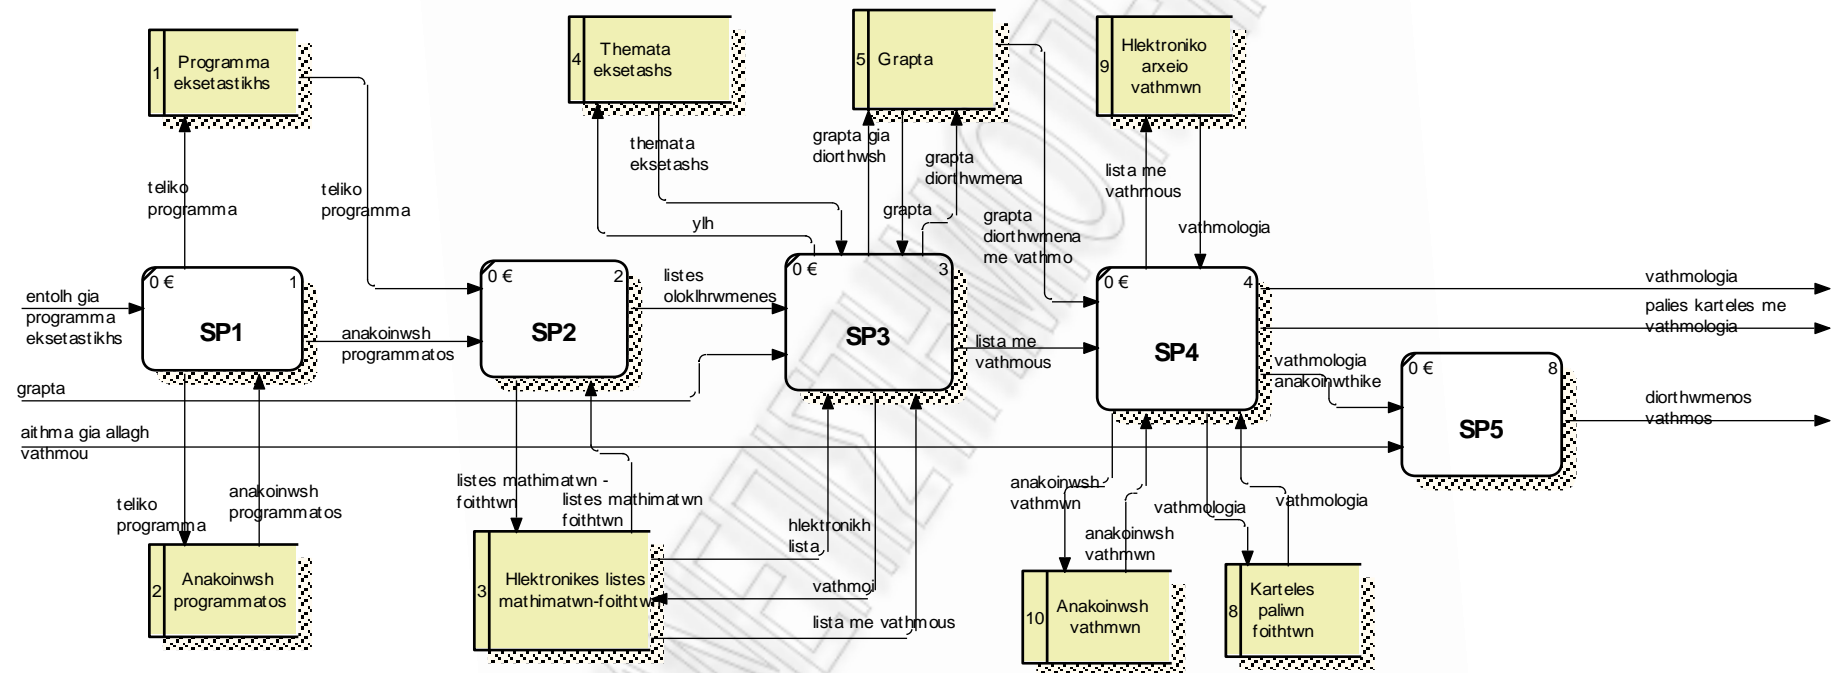 1
Programma
eksetastikhs
4
Themata
eksetashs
5
Grapta
9
Hlektroniko
arxeio
vathmwn
teliko
programma
teliko
programma
themata
eksetashs
ylh
grapta gia
diorthwsh
grapta
diorthwmena
grapta
grapta
diorthwmena
me vathmo
lista me
vathmous
vathmologia
entolh gia
programma
eksetastikhs
0 €
1
SP1
anakoinwsh
programmatos
0 €
2
SP2
listes
oloklhrwmenes
0 €
3
SP3
lista me
vathmous
0 €
4
SP4
vathmologia
palies karteles me
vathmologia
vathmologia
anakoinwthike
0 €
8
SP5
diorthwmenos
vathmos
grapta
aithma gia allagh
vathmou
teliko
programma
anakoinwsh
programmatos
listes mathimatwn -
foithtwn
listes mathimatwn
foithtwn
hlektronikh
lista
vathmoi
lista me vathmous
anakoinwsh
vathmwn
anakoinwsh
vathmwn
vathmologia
vathmologia
2
Anakoinwsh
programmatos
3
Hlektronikes listes
mathimatwn-foithtw
10
Anakoinwsh
vathmwn
8
Karteles
paliwn
foithtwn